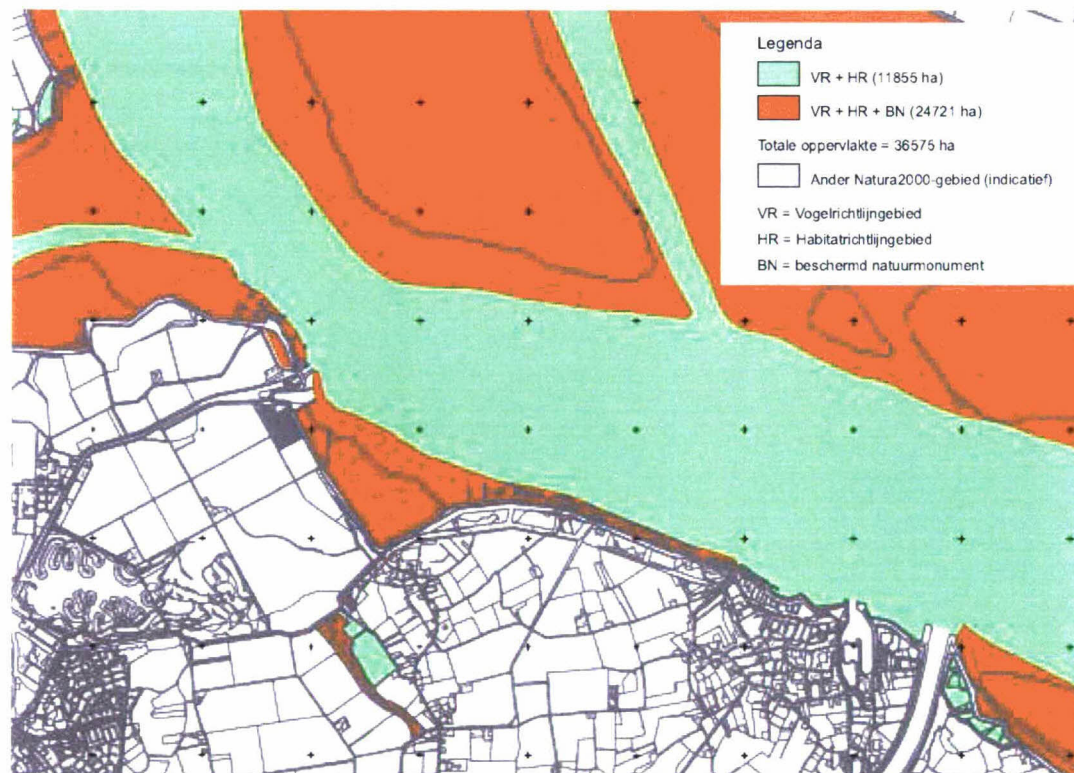 Legenda
VR + HR (11855 ha)
VR + HR + BN (24721 ha)
Totale oppervlakte = 36575 ha
Ander Natura2000-gebied (indicatief)
VR = Vogelrichtlijngebied
HR = Habitatrichtlijngebied
BN = beschermd natuurmonument